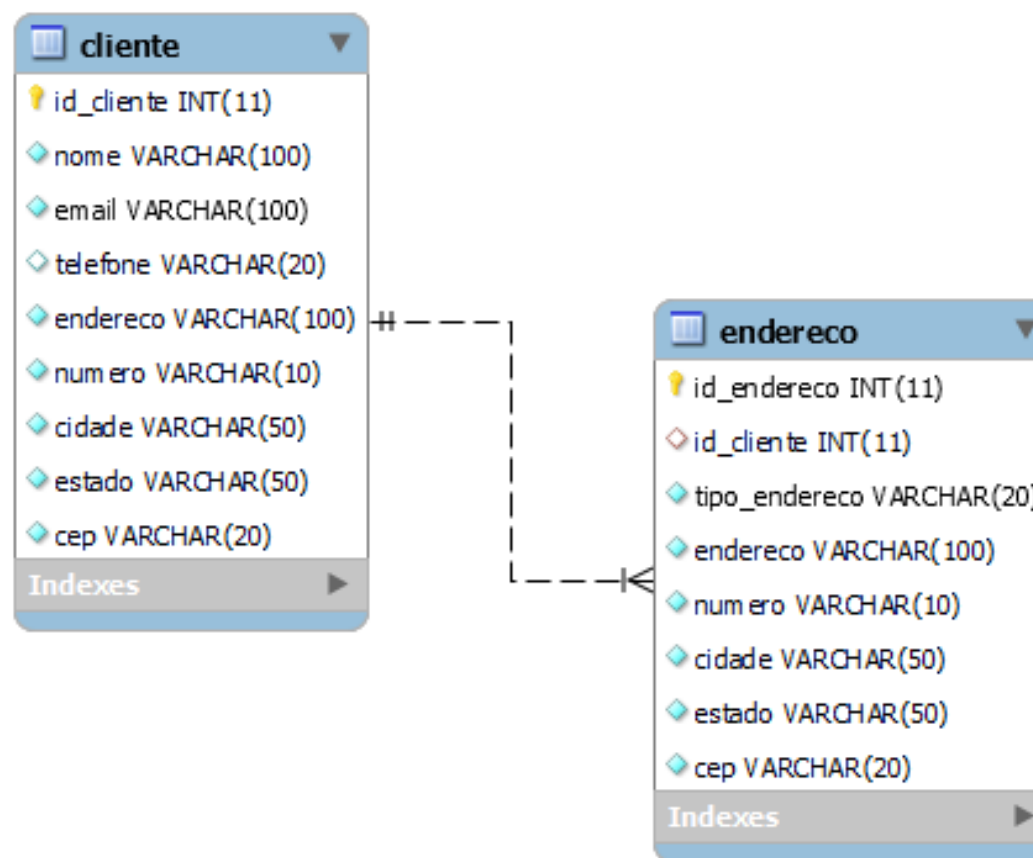 cliente
id_cliente INT(11)
nome VARCHAR(100)
email VARCHAR(100)
telefone VARCHAR(20)
endereco VARCHAR(100)
numero VARCHAR(10)
cidade VARCHAR(50)
estado VARCHAR(50)
cep VARCHAR(20)
Indexes
endereco
id_endereco INT(11)
id_cliente INT(11)
tipo_endereco VARCHAR(20)
endereco VARCHAR(100)
numero VARCHAR(10)
cidade VARCHAR(50)
estado VARCHAR(50)
cep VARCHAR(20)
Indexes